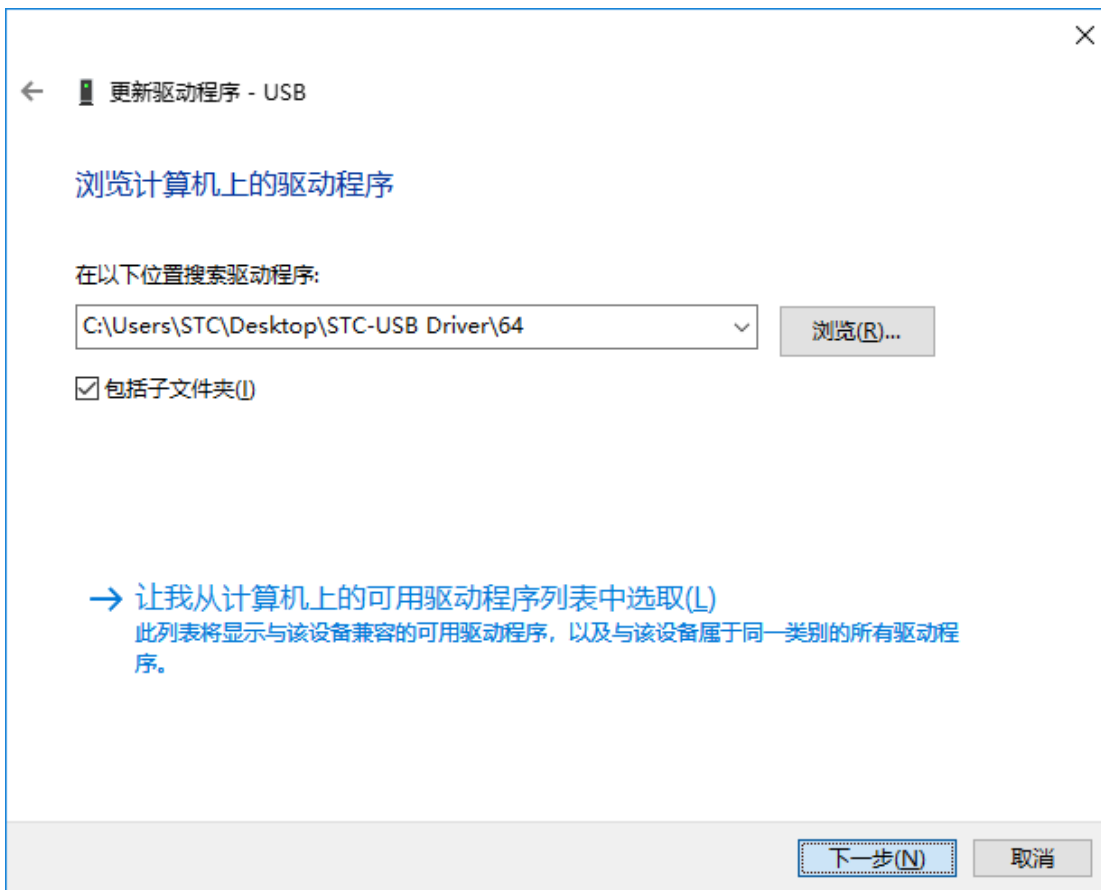 更新驱动程序 - USB
浏览计算机上的驱动程序
在以下位置搜索驱动程序:
C:\Users\STC\Desktop\STC-USB Driver\64
浏览(R)...
包括子文件夹(I)
让我从计算机上的可用驱动程序列表中选取(L)
此列表将显示与该设备兼容的可用驱动程序，以及与该设备属于同一类别的所有驱动程
序。
下一步(N)
取消